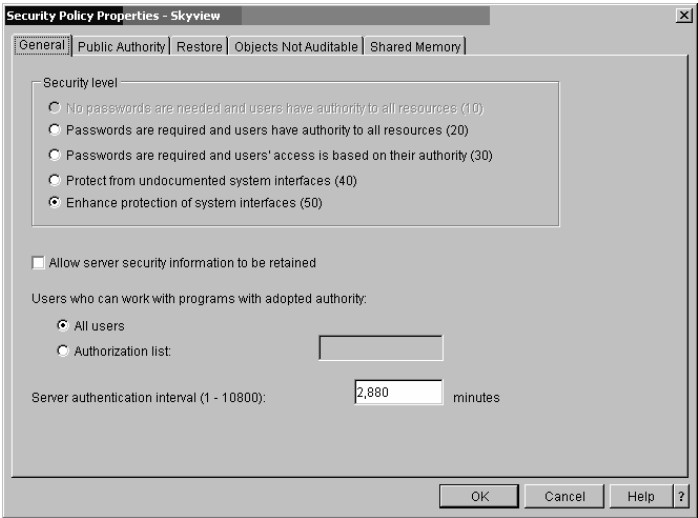 Security Policy Properties - Skyview
General Public Authority Restore Objects Not Auditable Shared Memory
Security level
No passwords are needed and users have authority to all resources (10)
Passwords are required and users have authority to all resources (20)
Passwords are required and users' access is based on their authority (30)
Protect from undocumented system interfaces (40)
Enhance protection of system interfaces (50)
Allow server security information to be retained
Users who can work with programs with adopted authority:
All users
Authorization list:
Server authentication interval (1 - 10800): 2,880 minutes
OK Cancel Help ?